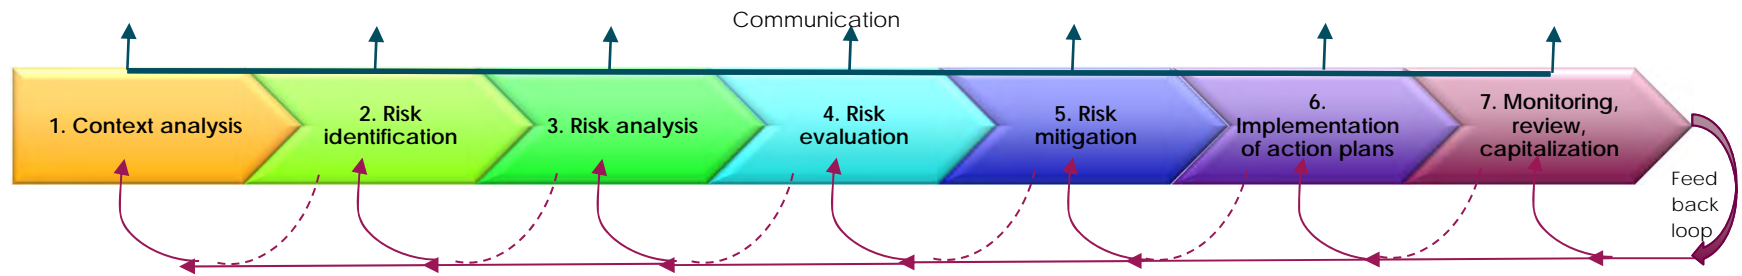 Communication
1. Context analysis
2. Risk
identification
3. Risk analysis
4. Risk
evaluation
5. Risk
mitigation
6.
Implementation
of action plans
7. Monitoring,
review,
capitalization
Feed
back
loop